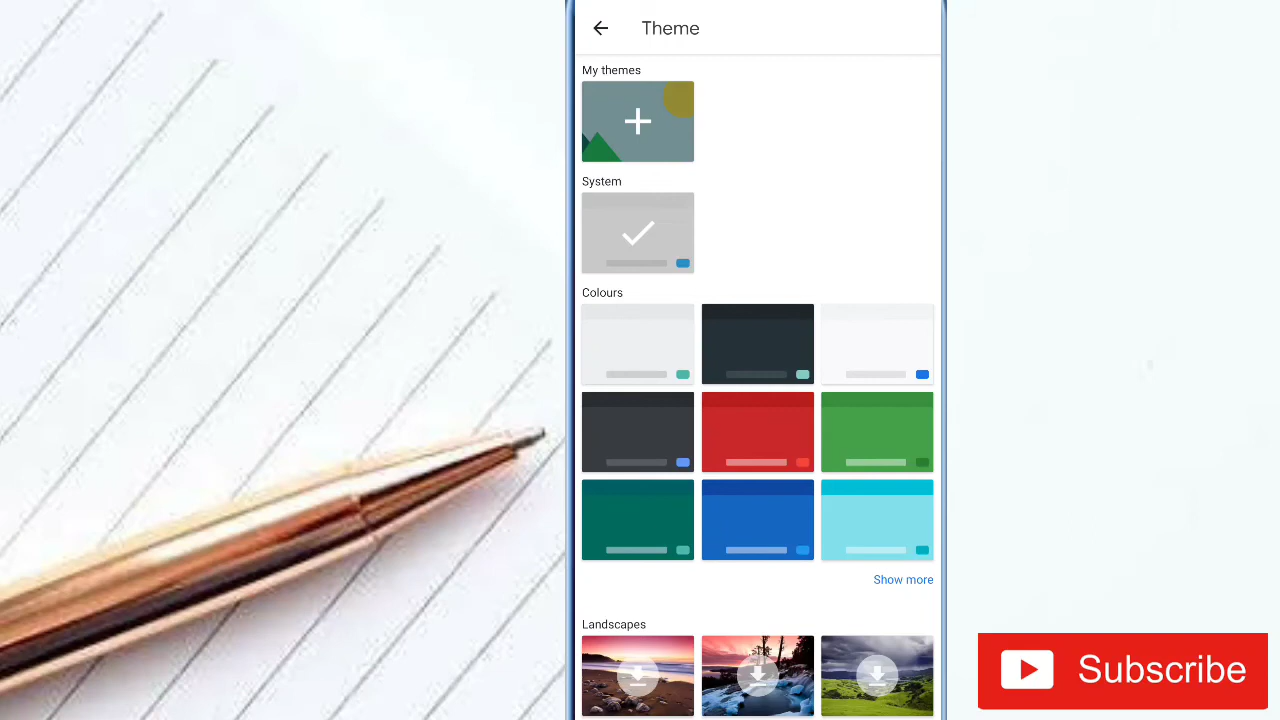 Theme
My themes
System
Colours
Show more
Landscapes
Subscribe